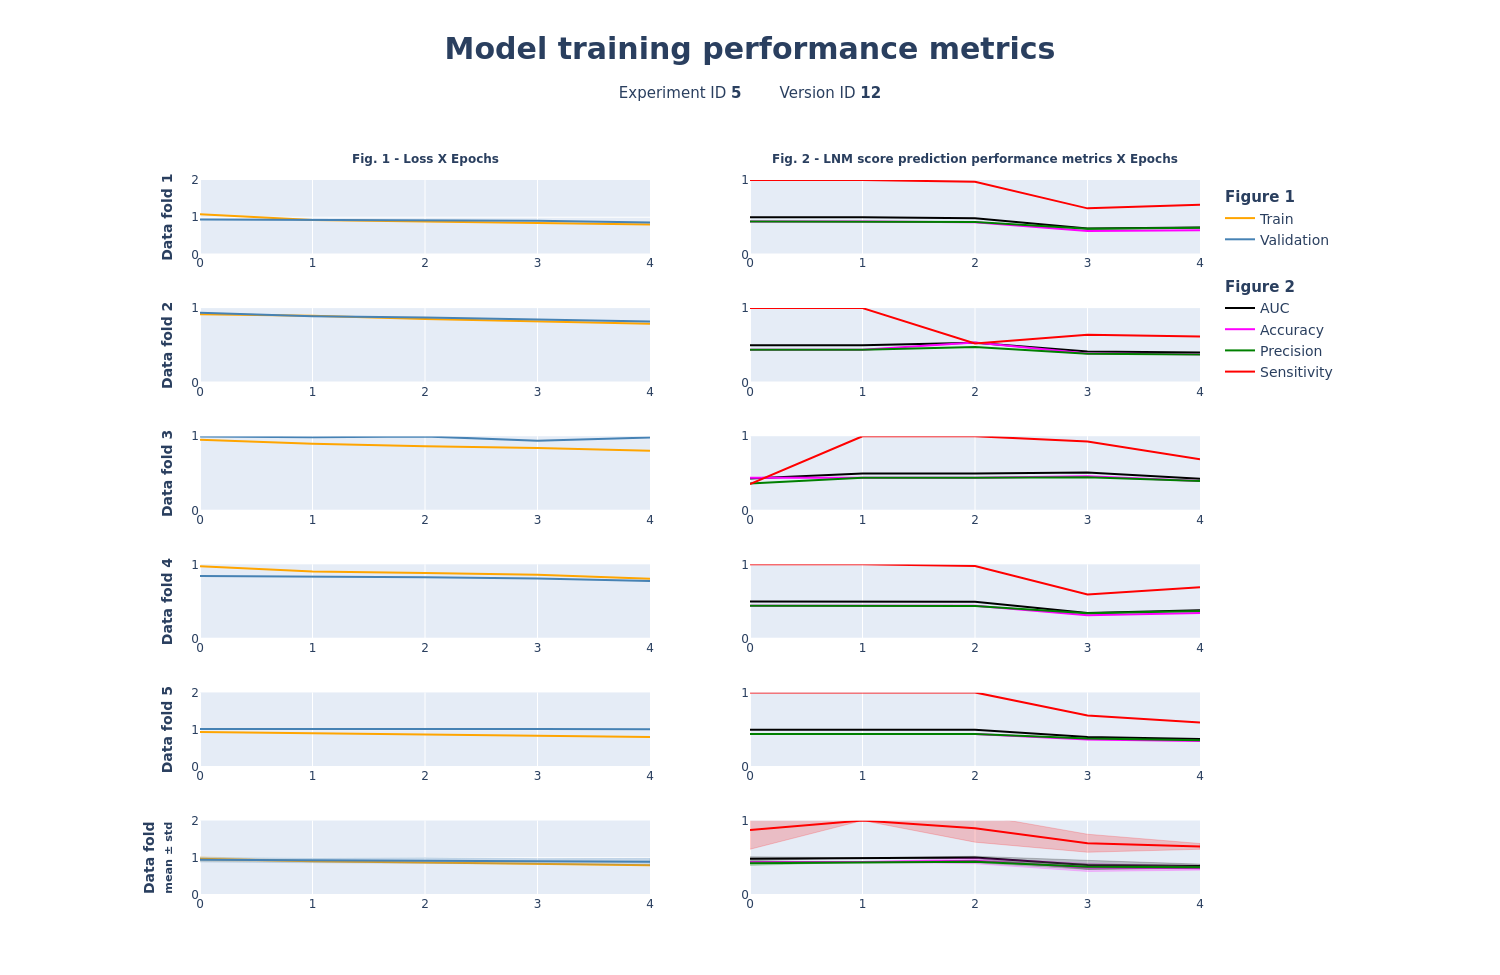 Model training performance metrics
Experiment ID 5 Version ID 12
Fig. 1 - Loss X Epochs
Fig. 2 - LNM score prediction performance metrics X Epochs
Data fold 1
2
1
0
0 1 2 3 4
1
0
0 1 2 3 4
Figure 1
Train
Validation
Figure 2
AUC
Accuracy
Precision
Sensitivity
Data fold 2
1
0
0 1 2 3 4
1
0
0 1 2 3 4
Data fold 3
1
0
0 1 2 3 4
1
0
0 1 2 3 4
Data fold 4
1
0
0 1 2 3 4
1
0
0 1 2 3 4
Data fold 5
2
1
0
0 1 2 3 4
1
0
0 1 2 3 4
Data fold
mean ± std
2
1
0
0 1 2 3 4
1
0
0 1 2 3 4